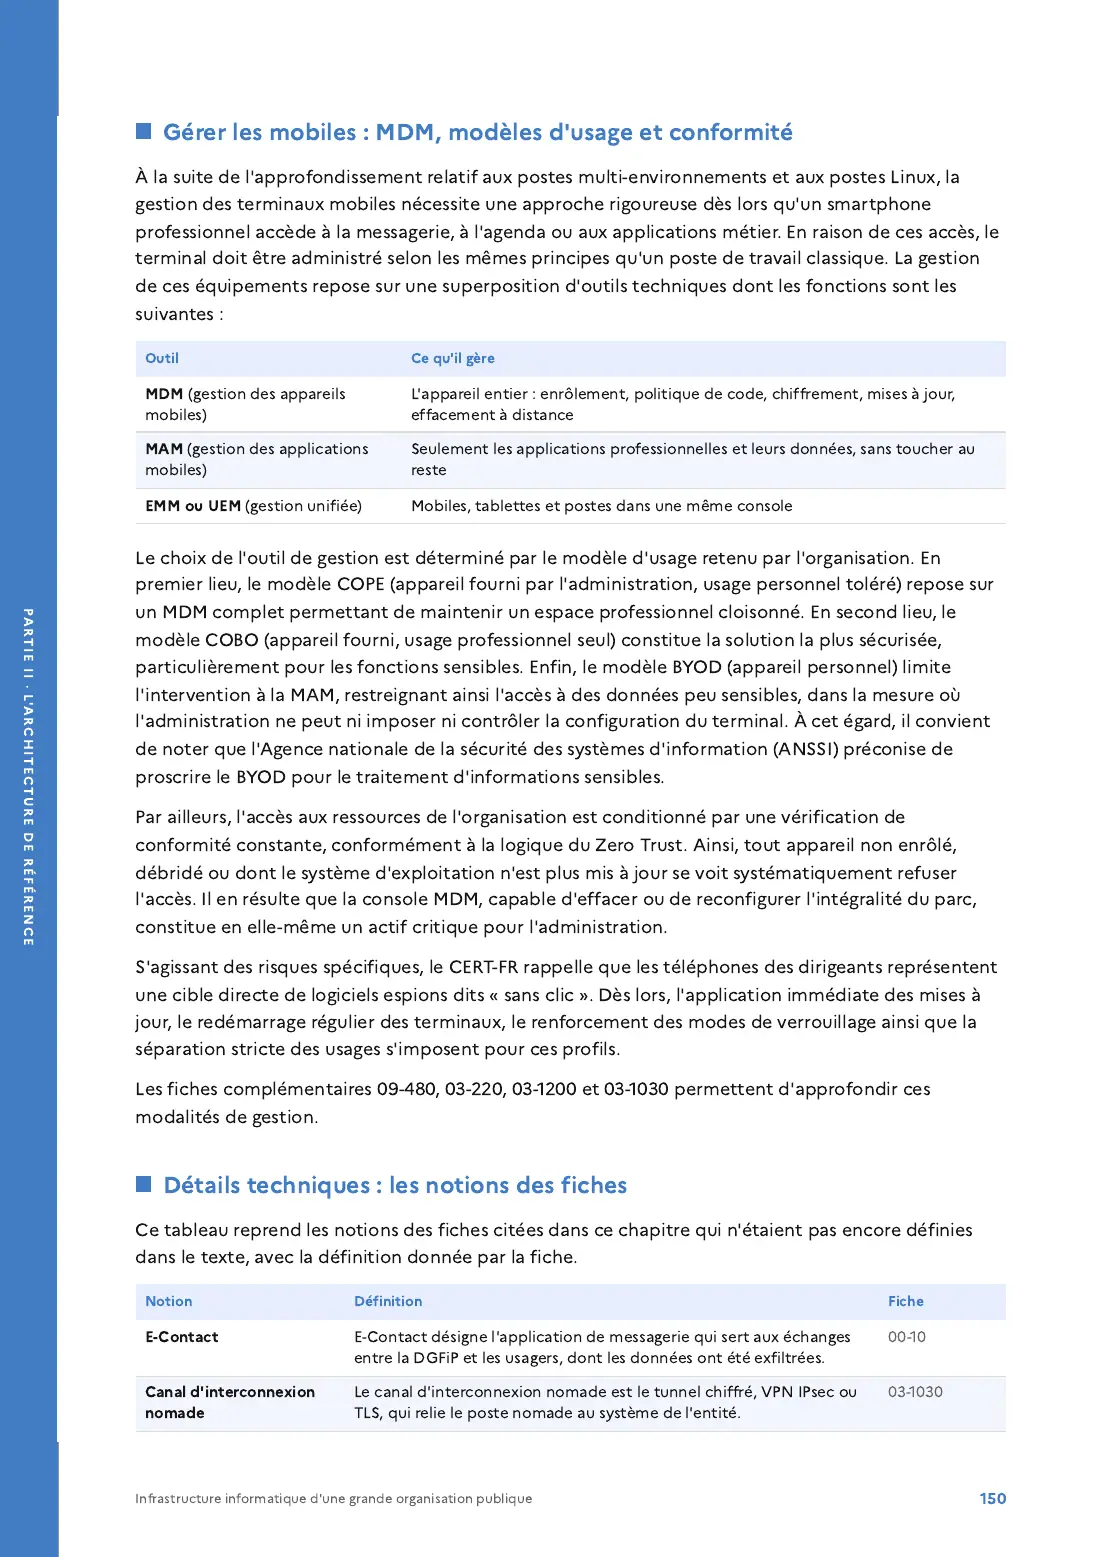 Gérer les mobiles : MDM, modèles d'usage et conformité
À la suite de l'approfondissement relatif aux postes multi-environnements et aux postes Linux, la
gestion des terminaux mobiles nécessite une approche rigoureuse dès lors qu'un smartphone
professionnel accède à la messagerie, à l'agenda ou aux applications métier. En raison de ces accès, le
terminal doit être administré selon les mêmes principes qu'un poste de travail classique. La gestion
de ces équipements repose sur une superposition d'outils techniques dont les fonctions sont les
suivantes :
Outil Ce qu'il gère
MDM (gestion des appareils
mobiles)
L'appareil entier : enrôlement, politique de code, chiffrement, mises à jour,
effacement à distance
MAM (gestion des applications
mobiles)
Seulement les applications professionnelles et leurs données, sans toucher au
reste
EMM ou UEM (gestion unifiée) Mobiles, tablettes et postes dans une même console
Le choix de l'outil de gestion est déterminé par le modèle d'usage retenu par l'organisation. En
premier lieu, le modèle COPE (appareil fourni par l'administration, usage personnel toléré) repose sur
un MDM complet permettant de maintenir un espace professionnel cloisonné. En second lieu, le
modèle COBO (appareil fourni, usage professionnel seul) constitue la solution la plus sécurisée,
particulièrement pour les fonctions sensibles. Enfin, le modèle BYOD (appareil personnel) limite
l'intervention à la MAM, restreignant ainsi l'accès à des données peu sensibles, dans la mesure où
l'administration ne peut ni imposer ni contrôler la configuration du terminal. À cet égard, il convient
de noter que l'Agence nationale de la sécurité des systèmes d'information (ANSSI) préconise de
proscrire le BYOD pour le traitement d'informations sensibles.
Par ailleurs, l'accès aux ressources de l'organisation est conditionné par une vérification de
conformité constante, conformément à la logique du Zero Trust. Ainsi, tout appareil non enrôlé,
débridé ou dont le système d'exploitation n'est plus mis à jour se voit systématiquement refuser
l'accès. Il en résulte que la console MDM, capable d'effacer ou de reconfigurer l'intégralité du parc,
constitue en elle-même un actif critique pour l'administration.
S'agissant des risques spécifiques, le CERT-FR rappelle que les téléphones des dirigeants représentent
une cible directe de logiciels espions dits « sans clic ». Dès lors, l'application immédiate des mises à
jour, le redémarrage régulier des terminaux, le renforcement des modes de verrouillage ainsi que la
séparation stricte des usages s'imposent pour ces profils.
Les fiches complémentaires 09-480, 03-220, 03-1200 et 03-1030 permettent d'approfondir ces
modalités de gestion.
Détails techniques : les notions des fiches
Ce tableau reprend les notions des fiches citées dans ce chapitre qui n'étaient pas encore définies
dans le texte, avec la définition donnée par la fiche.
Notion Définition Fiche
E-Contact
E-Contact désigne l'application de messagerie qui sert aux échanges
entre la DGFiP et les usagers, dont les données ont été exfiltrées.
00-10
Canal d'interconnexion
nomade
Le canal d'interconnexion nomade est le tunnel chiffré, VPN IPsec ou
TLS, qui relie le poste nomade au système de l'entité.
03-1030
PARTIE II · L'ARCHITECTURE DE RÉFÉRENCE
Infrastructure informatique d'une grande organisation publique 150